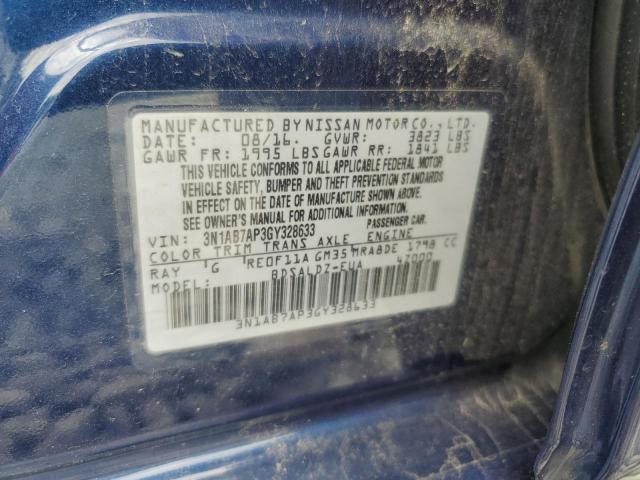 MANUFACTURED BY NISSAN MOTOR CO., LTD.
DATE: 08/16. GVWR: 3823 LBS
GAWR FR: 1995 LBS GAWR RR: 1841 LBS
THIS VEHICLE CONFORMS TO ALL APPLICABLE FEDERAL MOTOR
VEHICLE SAFETY, BUMPER AND THEFT PREVENTION STANDARDS
IN EFFECT ON THE DATE OF MANUFACTURE SHOWN ABOVE.
SEE OWNER'S MANUAL FOR ADDITIONAL INFORMATION.
VIN: 3N1AB7AP3GY328633 PASSENGER CAR.
COLOR TRIM TRANS AXLE ENGINE
RAY G RE0F11A GM35 MRA8DE 1798 CC
MODEL: BDSALDZ-EUA 47000
3N1AB7AP3GY328633